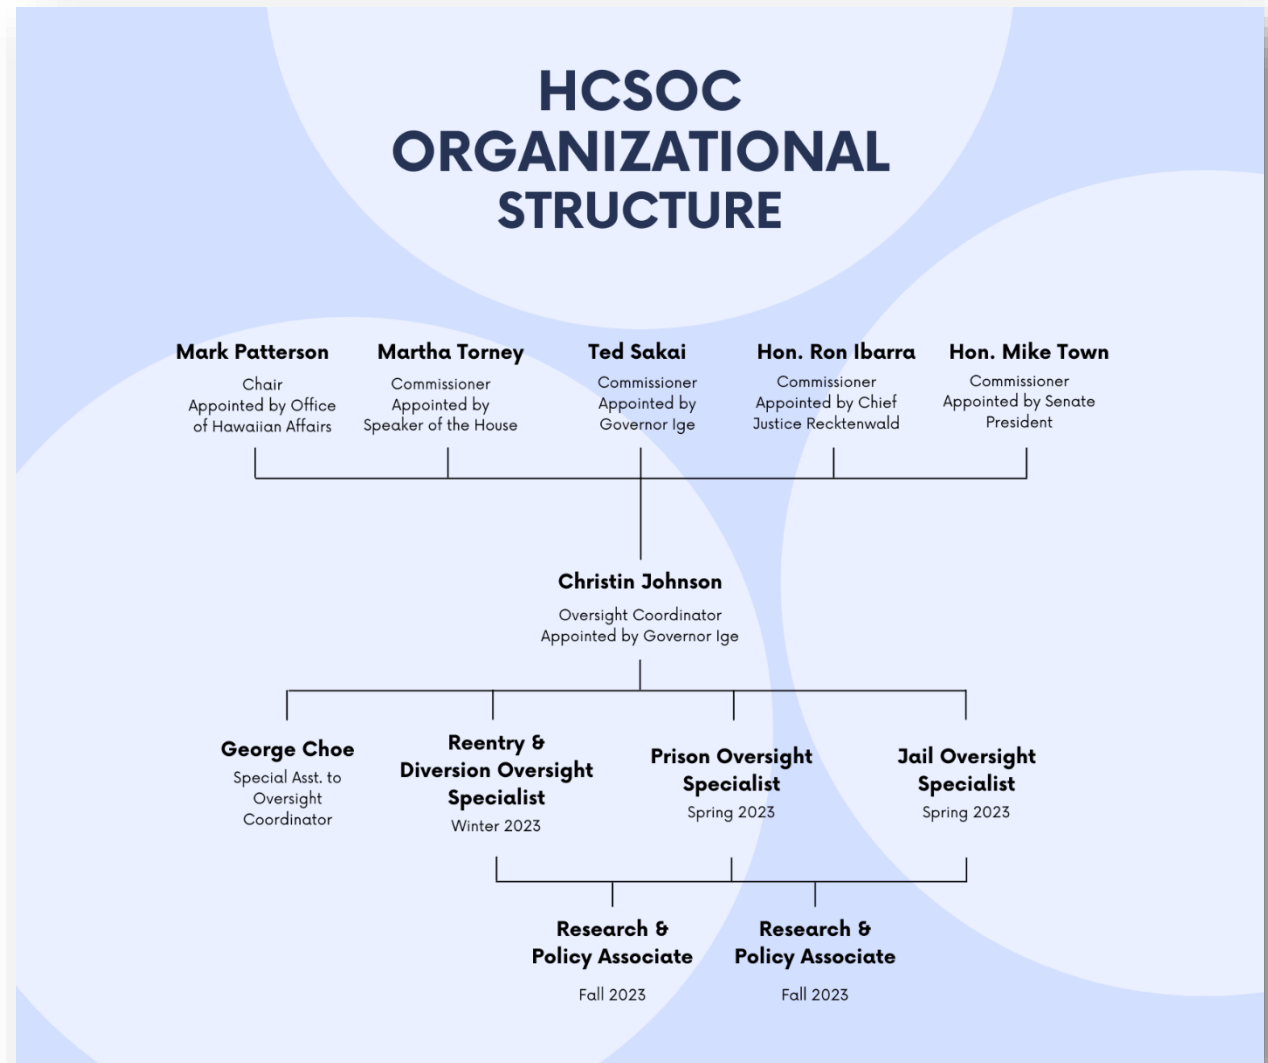 HCSOC
ORGANIZATIONAL
STRUCTURE
Mark Patterson
Chair
Appointed by Office
of Hawaiian Affairs
Martha Torney
Commissioner
Appointed by
Speaker of the House
Ted Sakai
Commissioner
Appointed by
Governor Ige
Hon. Ron Ibarra
Commissioner
Appointed by Chief
Justice Recktenwald
Hon. Mike Town
Commissioner
Appointed by Senate
President
Christin Johnson
Oversight Coordinator
Appointed by Governor Ige
George Choe
Special Asst. to
Oversight
Coordinator
Reentry &
Diversion Oversight
Specialist
Winter 2023
Prison Oversight
Specialist
Spring 2023
Jail Oversight
Specialist
Spring 2023
Research &
Policy Associate
Fall 2023
Research &
Policy Associate
Fall 2023